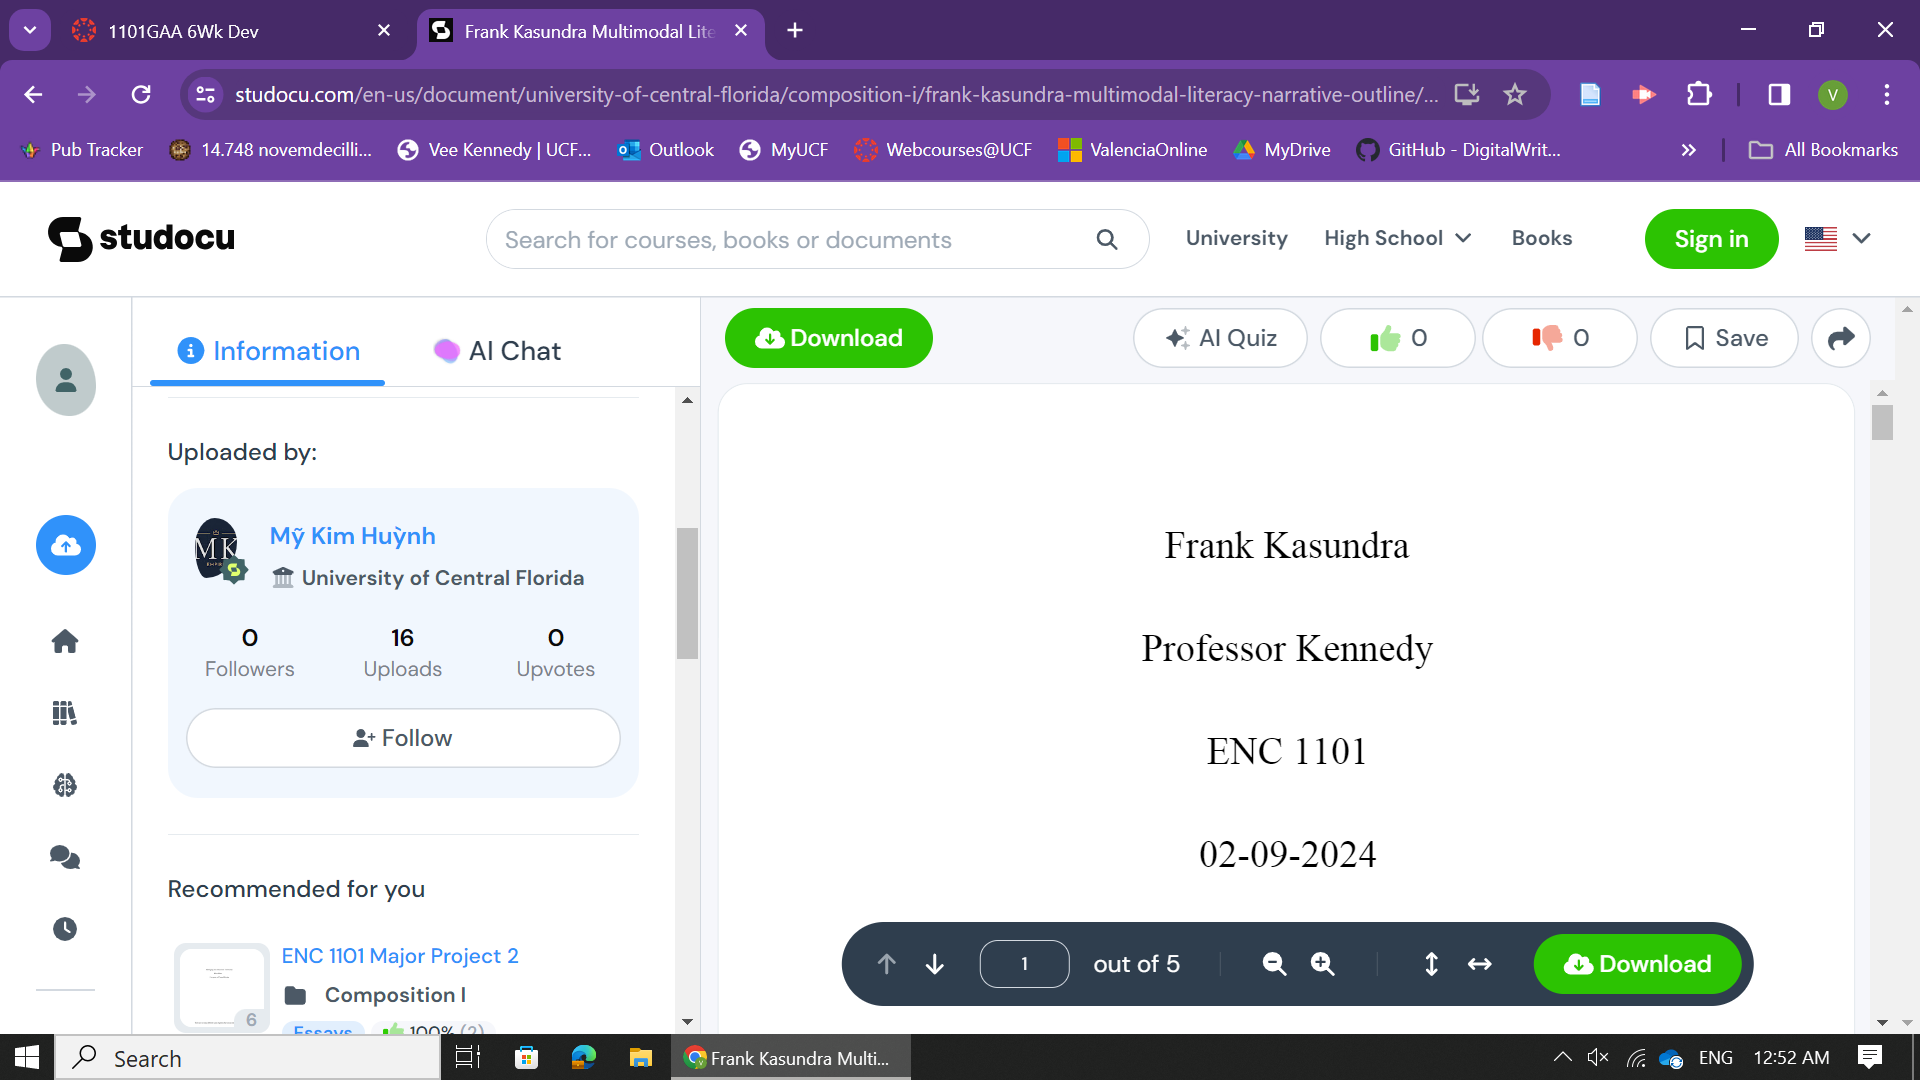 1101GAA 6Wk Dev
Frank Kasundra Multimodal Lite
studocu.com/en-us/document/university-of-central-florida/composition-i/frank-kasundra-multimodal-literacy-narrative-outline/...
V
Pub Tracker
14.748 novemdecilli...
Vee Kennedy | UCF...
Outlook
MyUCF
Webcourses@UCF
ValenciaOnline
MyDrive
GitHub - DigitalWrit...
»
All Bookmarks
studocu
Search for courses, books or documents
University
High School
Books
Sign in
Information
AI Chat
Download
AI Quiz
0
0
Save
Uploaded by:
MK
Mỹ Kim Huỳnh
University of Central Florida
0
16
0
Followers
Uploads
Upvotes
Follow
Recommended for you
ENC 1101 Major Project 2
Composition I
6
Essays
100% (2)
Frank Kasundra
Professor Kennedy
ENC 1101
02-09-2024
1 out of 5
Download
Search
Frank Kasundra Multi...
ENG
12:52 AM